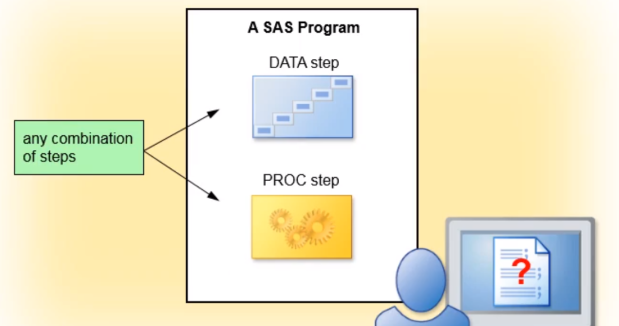 A SAS Program
DATA step
any combination
of steps
PROC step
?